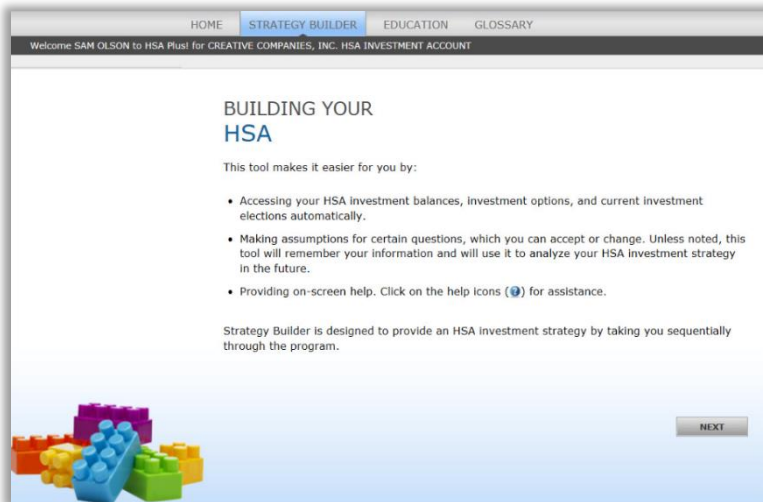 HOME STRATEGY BUILDER EDUCATION GLOSSARY
Welcome SAM OLSON to HSA Plus! for CREATIVE COMPANIES, INC. HSA INVESTMENT ACCOUNT
BUILDING YOUR
HSA
This tool makes it easier for you by:
• Accessing your HSA investment balances, investment options, and current investment
elections automatically.
• Making assumptions for certain questions, which you can accept or change. Unless noted, this
tool will remember your information and will use it to analyze your HSA investment strategy
in the future.
• Providing on-screen help. Click on the help icons (?) for assistance.
Strategy Builder is designed to provide an HSA investment strategy by taking you sequentially
through the program.
NEXT